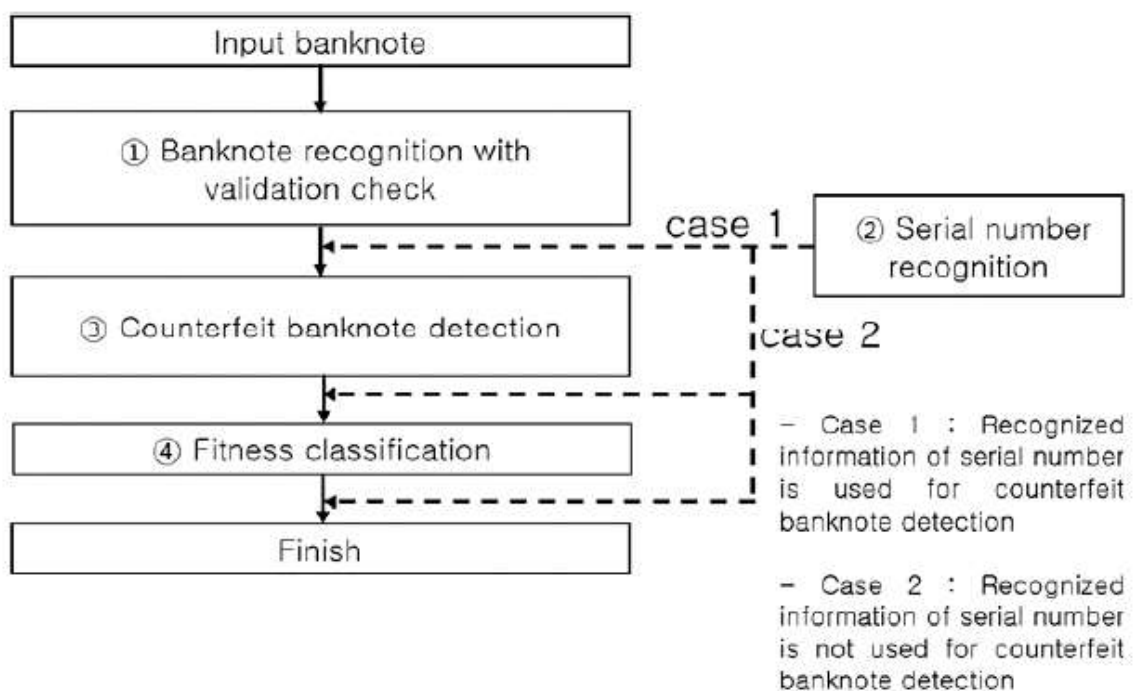 Input banknote
① Banknote recognition with
validation check
case 1
② Serial number
recognition
③ Counterfeit banknote detection
case 2
④ Fitness classification
Finish
– Case 1 : Recognized
information of serial number
is used for counterfeit
banknote detection
– Case 2 : Recognized
information of serial number
is not used for counterfeit
banknote detection